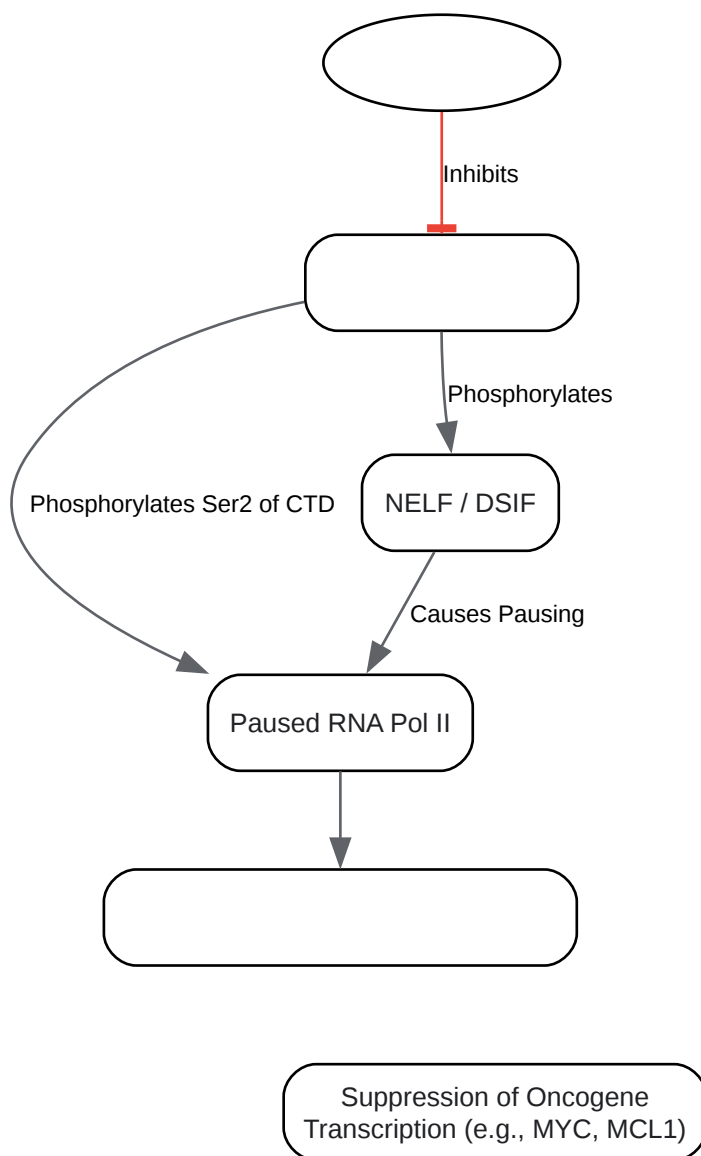 Inhibits
Phosphorylates
Phosphorylates Ser2 of CTD
NELF / DSIF
Causes Pausing
Paused RNA Pol II
Suppression of Oncogene
Transcription (e.g., MYC, MCL1)